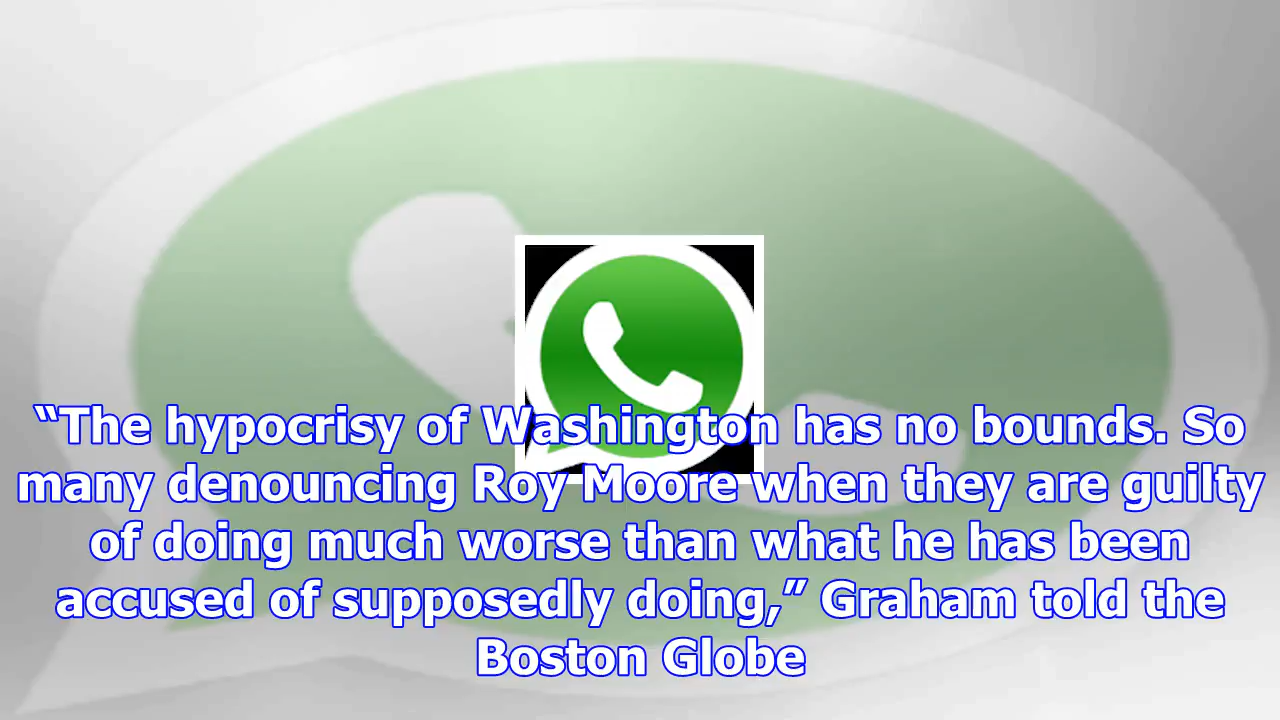 “The hypocrisy of Washington has no bounds. So
many denouncing Roy Moore when they are guilty
of doing much worse than what he has been
accused of supposedly doing,” Graham told the
Boston Globe